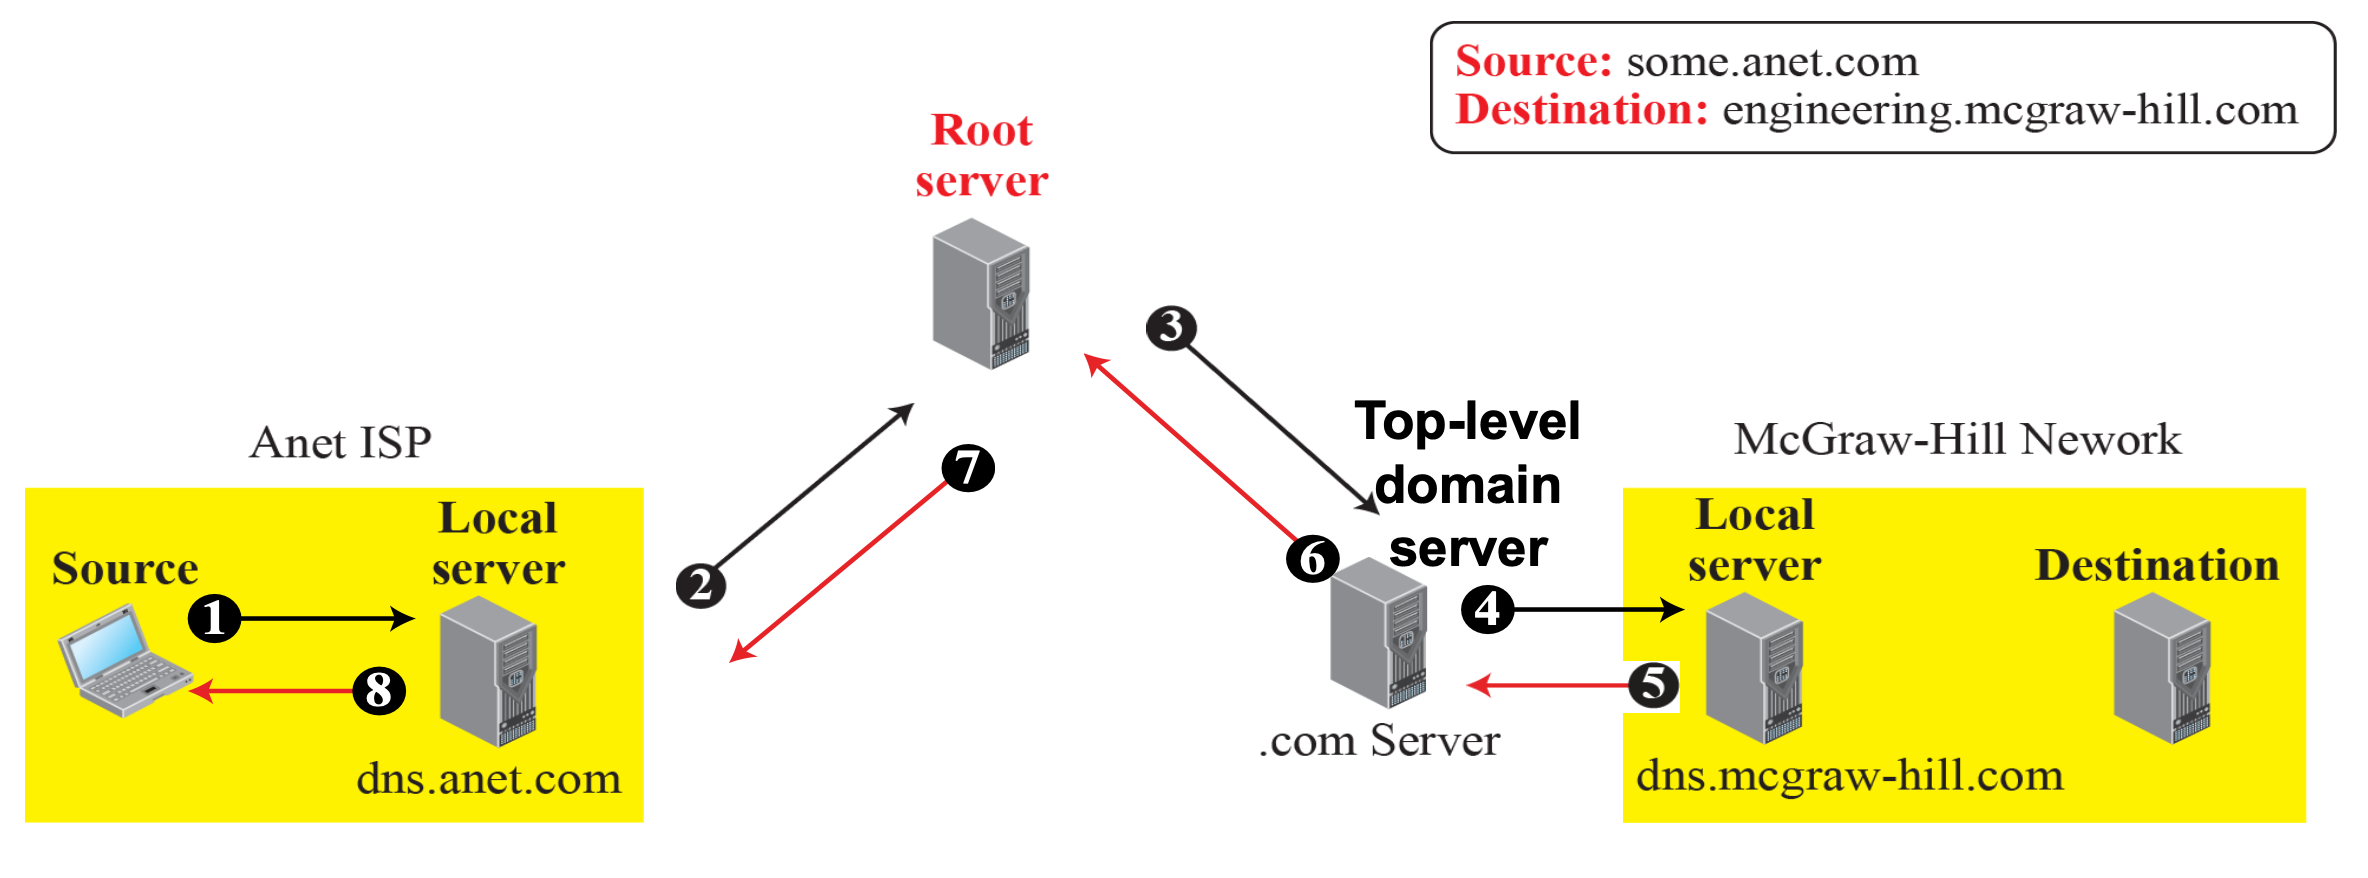 Source: some.anet.com
Destination: engineering.mcgraw-hill.com
Root
server
3
Top-level
domain
server
Anet ISP
McGraw-Hill Nework
7
Local
server
Source
1
2
8
dns.anet.com
6
4
5
.com Server
Local
server
Destination
dns.mcgraw-hill.com